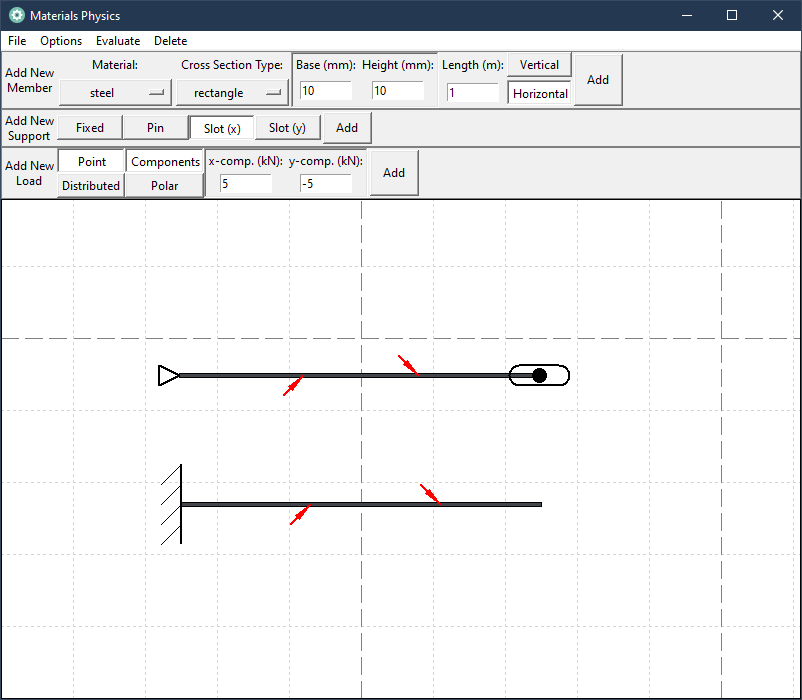 Materials Physics
File Options Evaluate Delete
Add New Member
Material:
steel
Cross Section Type:
rectangle
Base (mm): Height (mm):
10 10
Length (m):
1
Vertical
Horizontal
Add
Add New Support
Fixed Pin Slot (x) Slot (y) Add
Add New Load
Point Components
Distributed Polar
x-comp. (kN): y-comp. (kN):
5 -5
Add